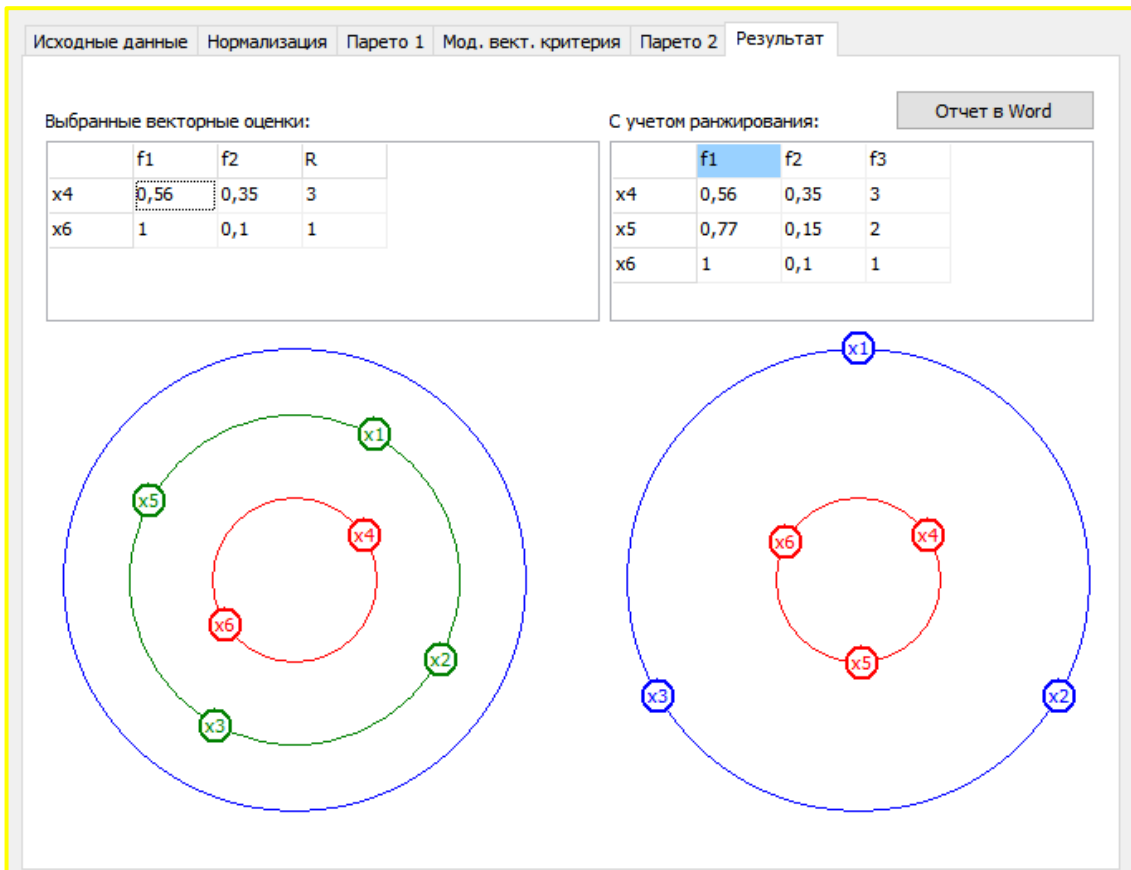 Исходные данные Нормализация Парето 1 Мод. вект. критерия Парето 2 Результат
Отчет в Word
Выбранные векторные оценки:
f1 f2 R
x4 0,56 0,35 3
x6 1 0,1 1
С учетом ранжирования:
f1 f2 f3
x4 0,56 0,35 3
x5 0,77 0,15 2
x6 1 0,1 1
x1
x5
x4
x6
x2
x3
x1
x6
x4
x5
x3
x2